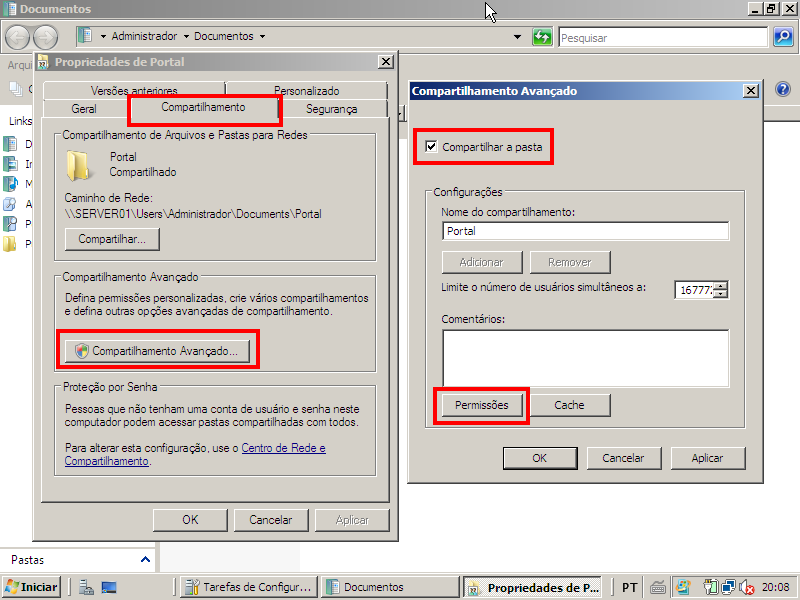 Documentos
Administrador
Documentos
Pesquisar
Arqui
Links
D
M
A
P
P
Pastas
Propriedades de Portal
Versões anteriores
Personalizado
Geral
Compartilhamento
Segurança
Compartilhamento de Arquivos e Pastas para Redes
Portal
Compartilhado
Caminho de Rede:
\\SERVER01\Users\Administrador\Documents\Portal
Compartilhar...
Compartilhamento Avançado
Defina permissões personalizadas, crie vários compartilhamentos
e defina outras opções avançadas de compartilhamento.
Compartilhamento Avançado...
Proteção por Senha
Pessoas que não tenham uma conta de usuário e senha neste
computador podem acessar pastas compartilhadas com todos.
Para alterar esta configuração, use o Centro de Rede e
Compartilhamento.
OK
Cancelar
Aplicar
Compartilhamento Avançado
Compartilhar a pasta
Configurações
Nome do compartilhamento:
Portal
Adicionar
Remover
Limite o número de usuários simultâneos a:
16777
Comentários:
Permissões
Cache
OK
Cancelar
Aplicar
Iniciar
Tarefas de Configur...
Documentos
Propriedades de P...
PT
20:08